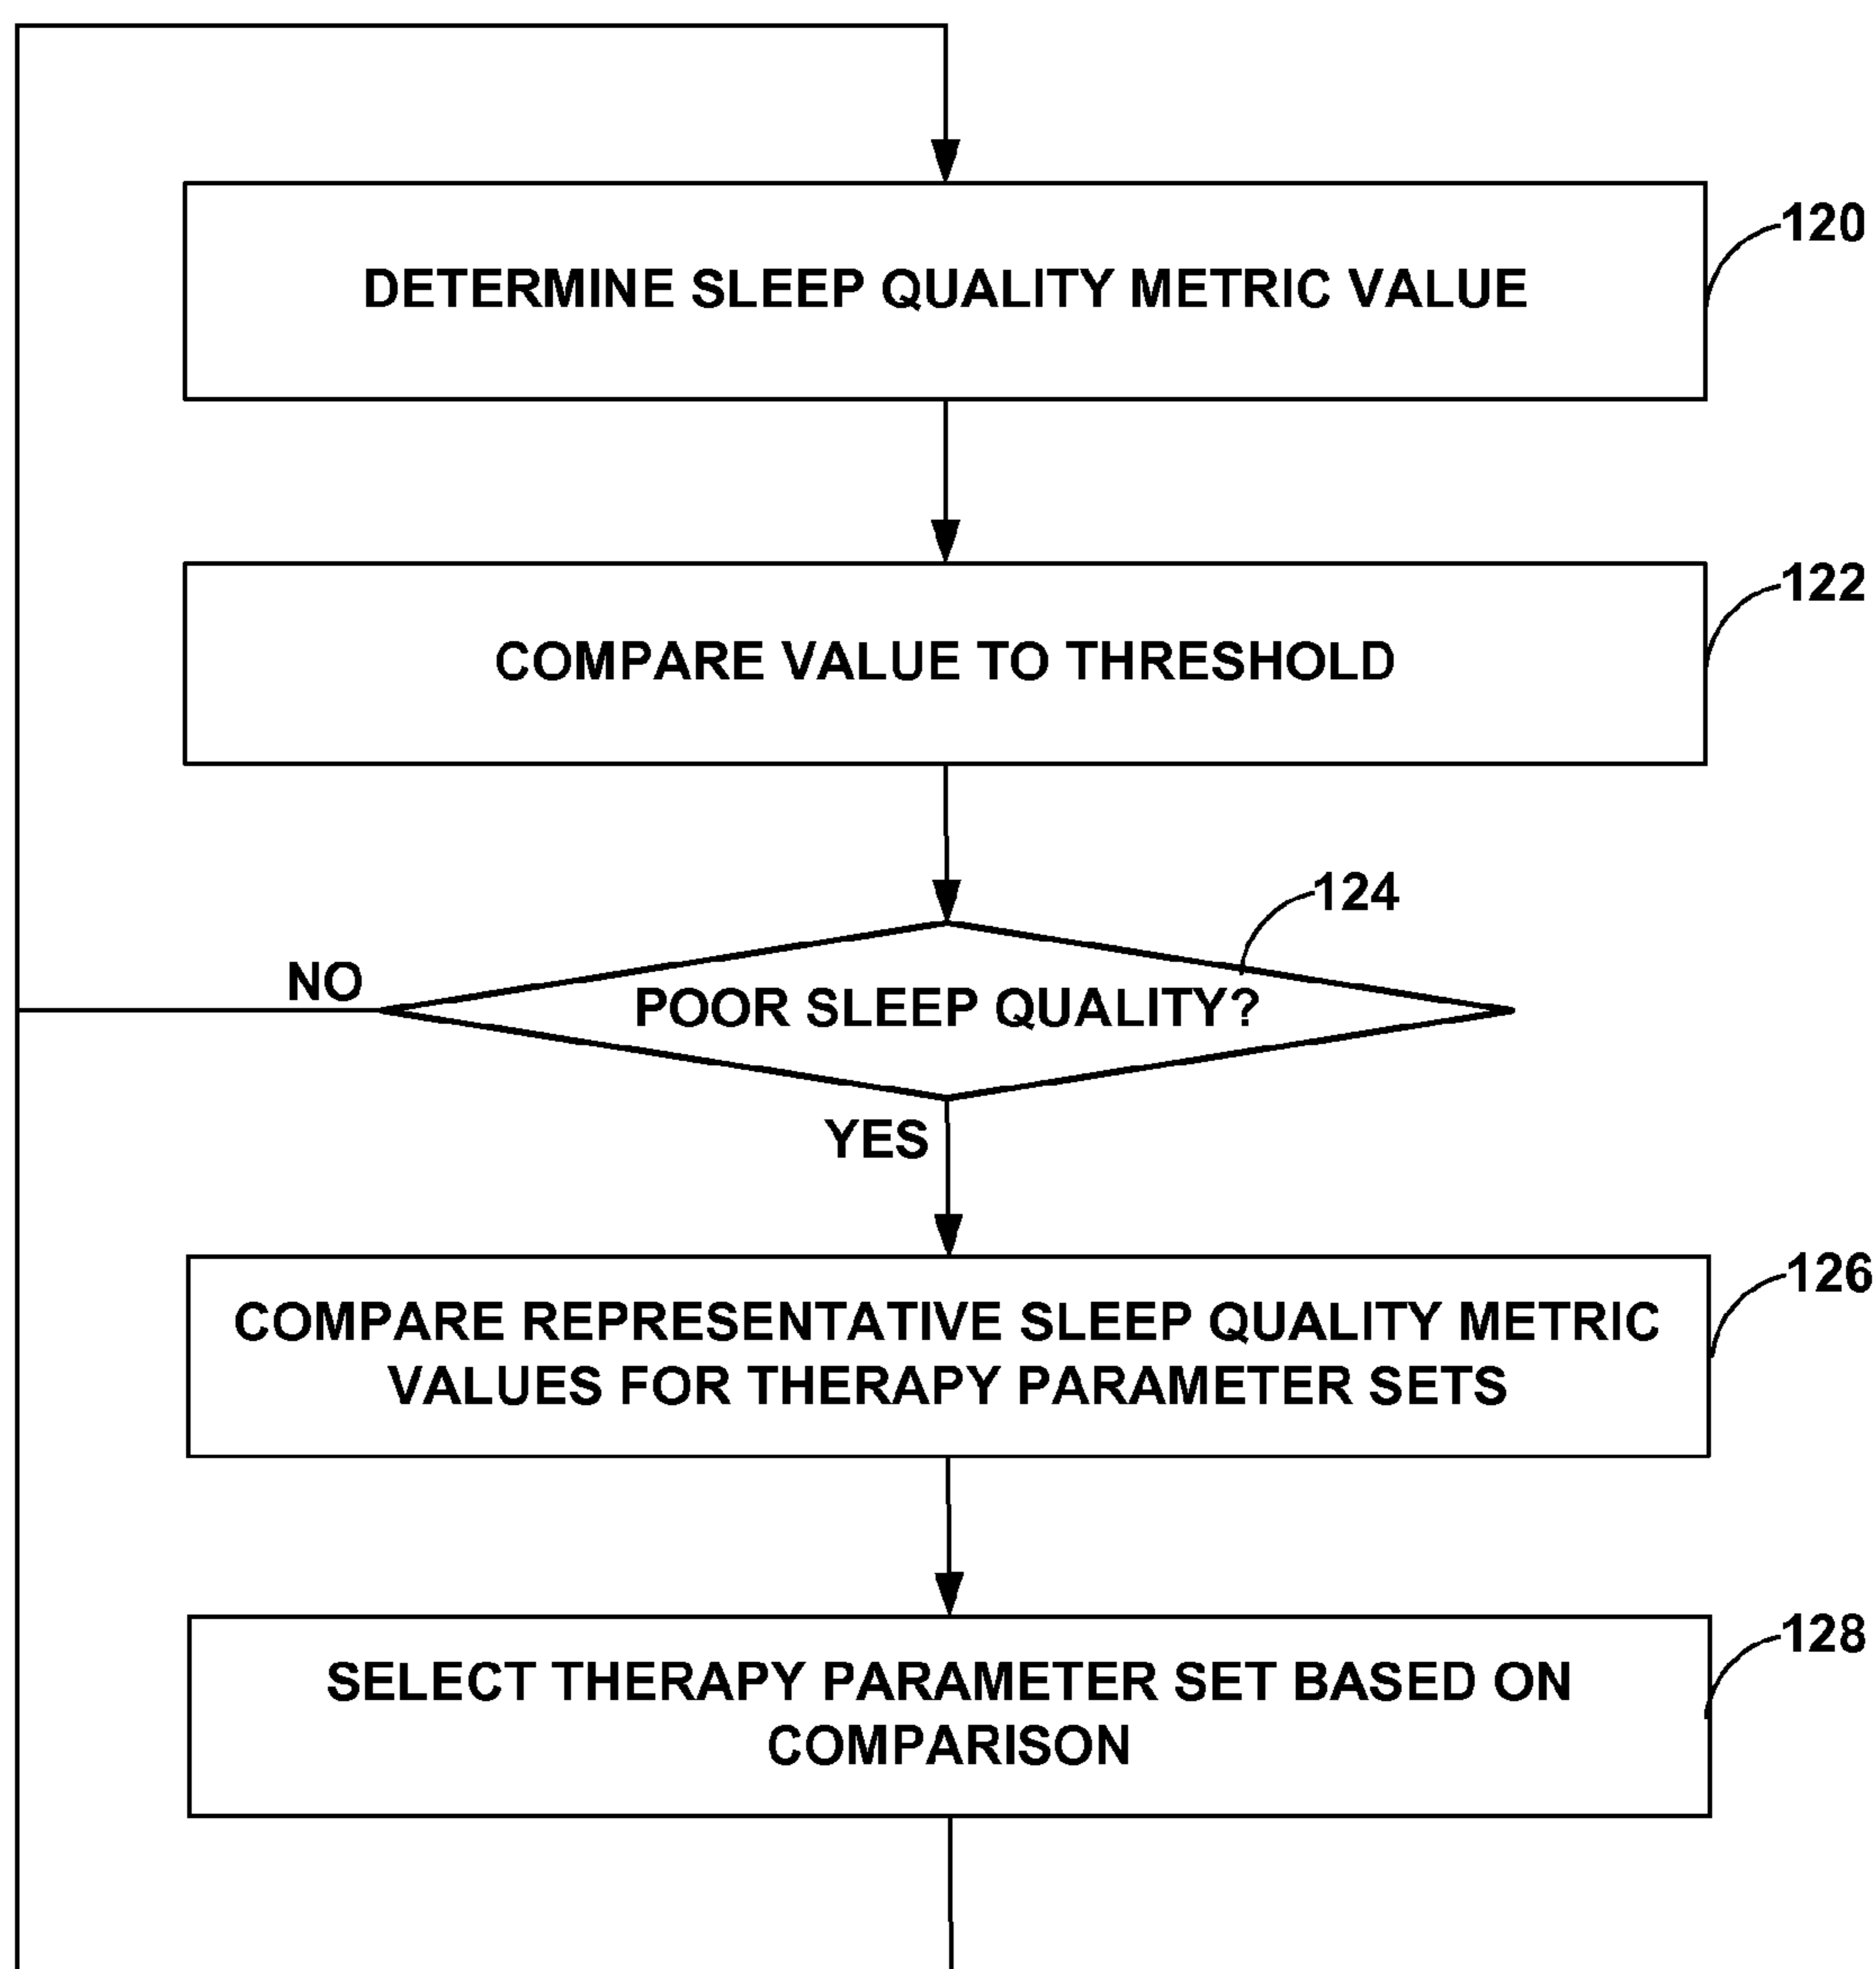 DETERMINE SLEEP QUALITY METRIC VALUE
120
COMPARE VALUE TO THRESHOLD
122
124
NO
POOR SLEEP QUALITY?
YES
COMPARE REPRESENTATIVE SLEEP QUALITY METRIC
VALUES FOR THERAPY PARAMETER SETS
126
SELECT THERAPY PARAMETER SET BASED ON
COMPARISON
128